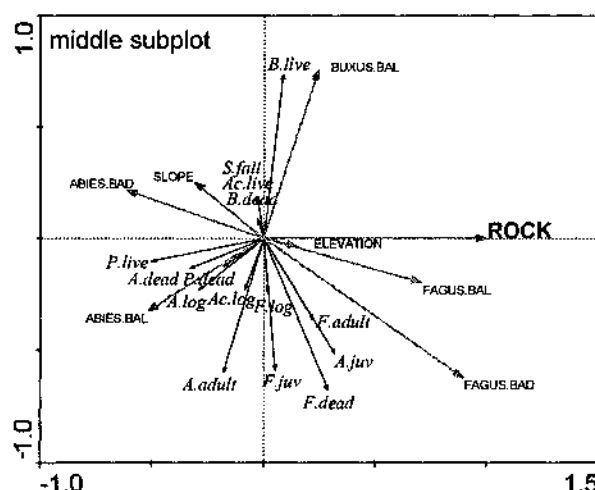 1.0
middle subplot
B.live
BUXUS.BAL
S.fall
SLOPE
Ac.live
ABIES.BAD
B.dead
ROCK
ELEVATION
P.live
A.dead P.dead
FAGUS.BAL
A.log Ac.log F.log
ABIES.BAL
F.adult
A.juv
A.adult
F.juv
FAGUS.BAD
F.dead
-1.0
-1.0
1.5